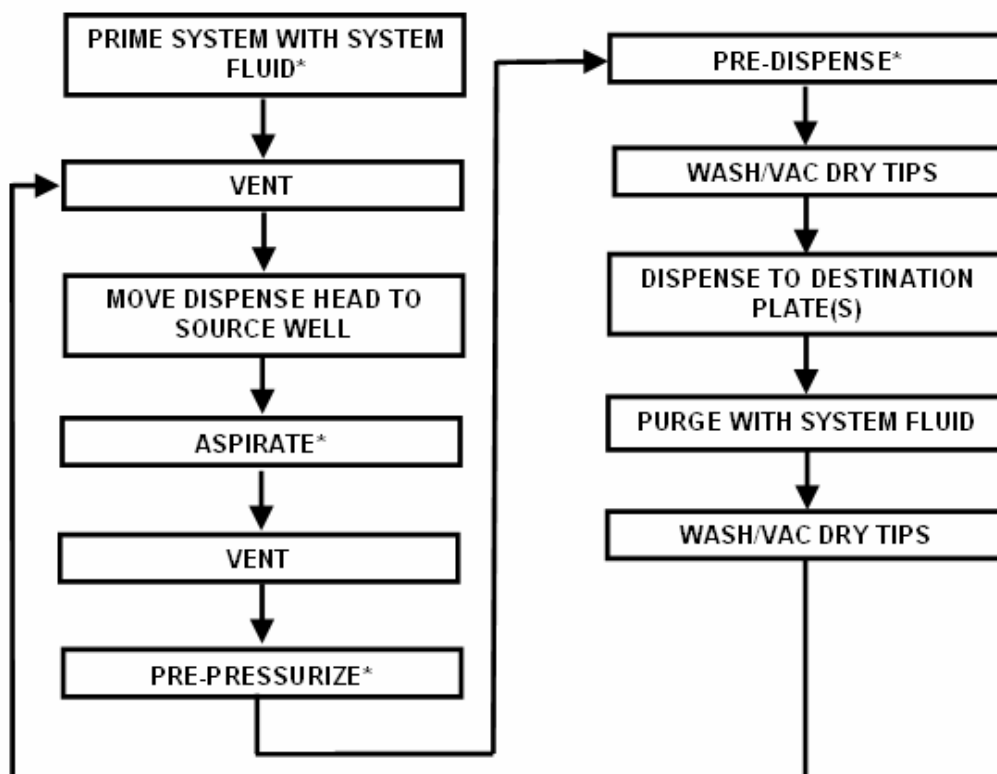 PRIME SYSTEM WITH SYSTEM
FLUID*
VENT
MOVE DISPENSE HEAD TO
SOURCE WELL
ASPIRATE*
VENT
PRE-PRESSURIZE*
PRE-DISPENSE*
WASH/VAC DRY TIPS
DISPENSE TO DESTINATION
PLATE(S)
PURGE WITH SYSTEM FLUID
WASH/VAC DRY TIPS